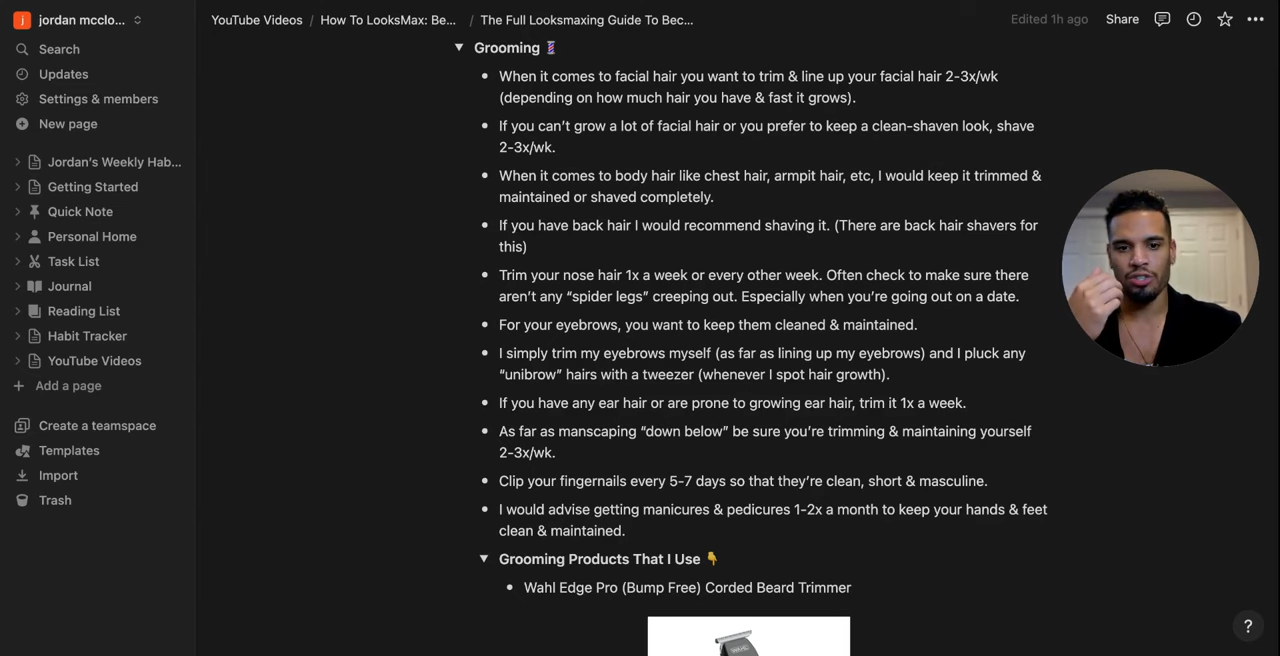 j jordan mccclo...
Search
Updates
Settings & members
New page
Jordan's Weekly Hab...
Getting Started
Quick Note
Personal Home
Task List
Journal
Reading List
Habit Tracker
YouTube Videos
Add a page
Create a teamspace
Templates
Import
Trash
YouTube Videos / How To LooksMax: Be... / The Full Looksmaxing Guide To Bec...
Edited 1h ago Share
Grooming 💈
When it comes to facial hair you want to trim & line up your facial hair 2-3x/wk
(depending on how much hair you have & fast it grows).
If you can't grow a lot of facial hair or you prefer to keep a clean-shaven look, shave
2-3x/wk.
When it comes to body hair like chest hair, armpit hair, etc, I would keep it trimmed &
maintained or shaved completely.
If you have back hair I would recommend shaving it. (There are back hair shavers for
this)
Trim your nose hair 1x a week or every other week. Often check to make sure there
aren't any “spider legs” creeping out. Especially when you're going out on a date.
For your eyebrows, you want to keep them cleaned & maintained.
I simply trim my eyebrows myself (as far as lining up my eyebrows) and I pluck any
“unibrow” hairs with a tweezer (whenever I spot hair growth).
If you have any ear hair or are prone to growing ear hair, trim it 1x a week.
As far as manscaping “down below” be sure you're trimming & maintaining yourself
2-3x/wk.
Clip your fingernails every 5-7 days so that they're clean, short & masculine.
I would advise getting manicures & pedicures 1-2x a month to keep your hands & feet
clean & maintained.
Grooming Products That I Use 👇
Wahl Edge Pro (Bump Free) Corded Beard Trimmer
WAHL
?